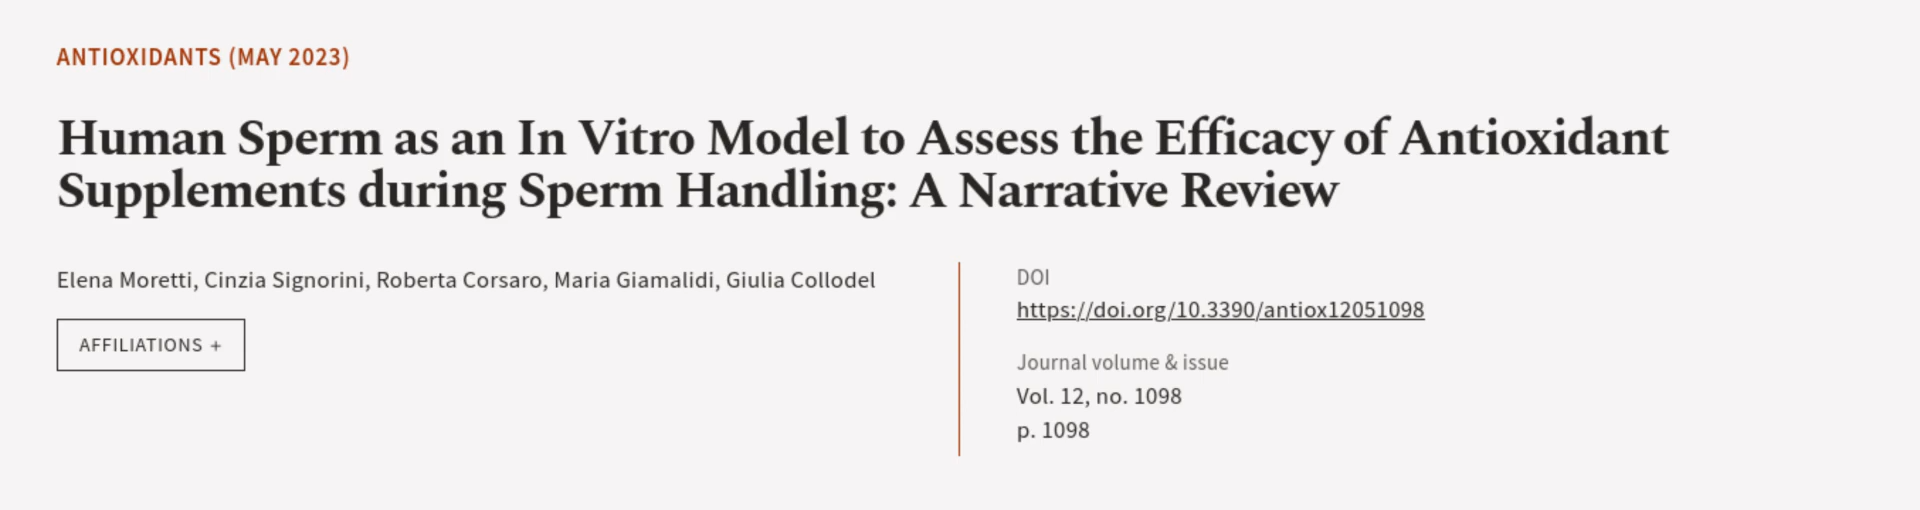 ANTIOXIDANTS (MAY 2023)
Human Sperm as an In Vitro Model to Assess the Efficacy of Antioxidant
Supplements during Sperm Handling: A Narrative Review
Elena Moretti, Cinzia Signorini, Roberta Corsaro, Maria Giamalidi, Giulia Collodel
AFFILIATIONS +
DOI
https://doi.org/10.3390/antiox12051098
Journal volume & issue
Vol. 12, no. 1098
p. 1098